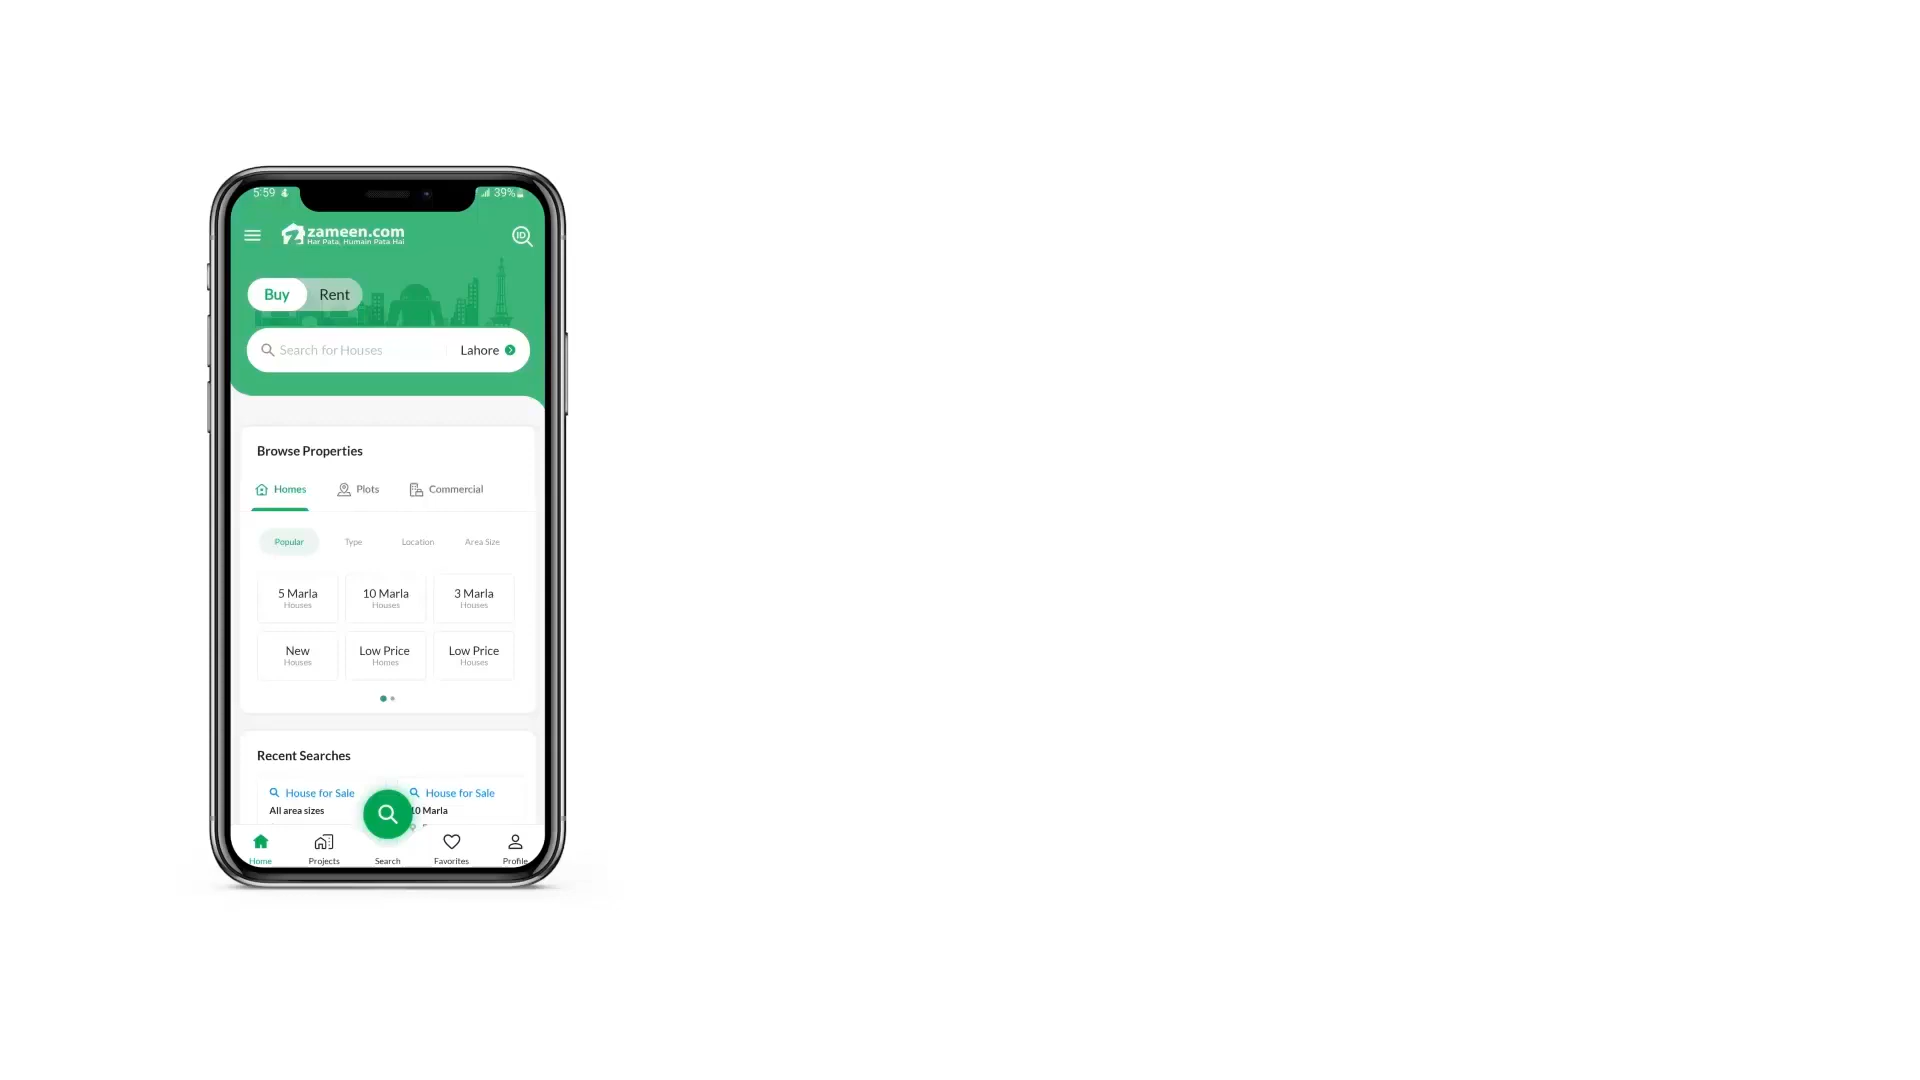 5:59
39%
zameen.com
Har Pata, Humain Pata Hai
ID
Buy
Rent
Search for Houses
Lahore
Browse Properties
Homes
Plots
Commercial
Popular
Type
Location
Area Size
5 Marla
Houses
10 Marla
Houses
3 Marla
Houses
New
Houses
Low Price
Homes
Low Price
Houses
Recent Searches
House for Sale
All area sizes
House for Sale
10 Marla
Home
Projects
Search
Favorites
Profile